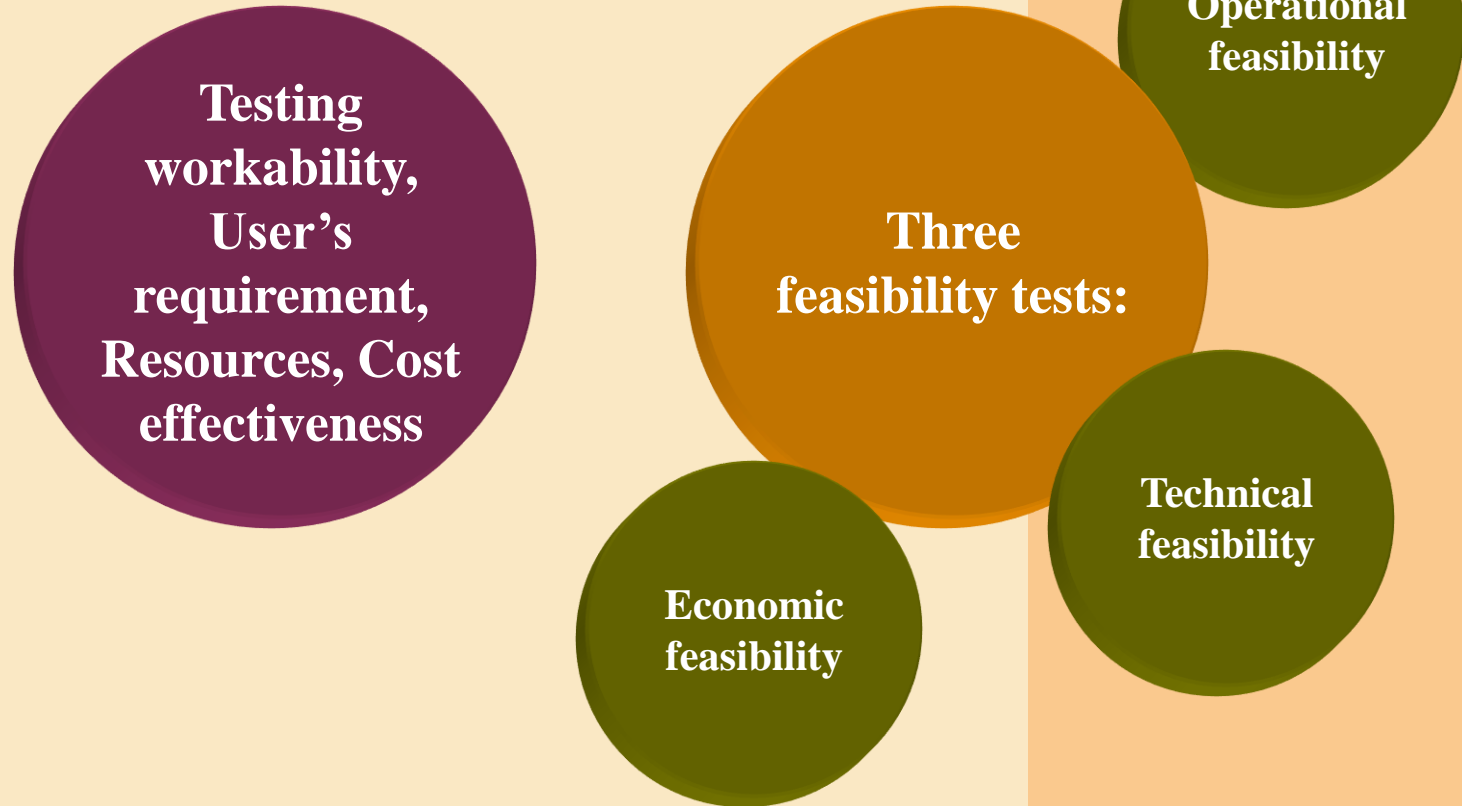 Testing
workability,
User’s
requirement,
Resources, Cost
effectiveness
Three
feasibility tests:
Operational
feasibility
Technical
feasibility
Economic
feasibility